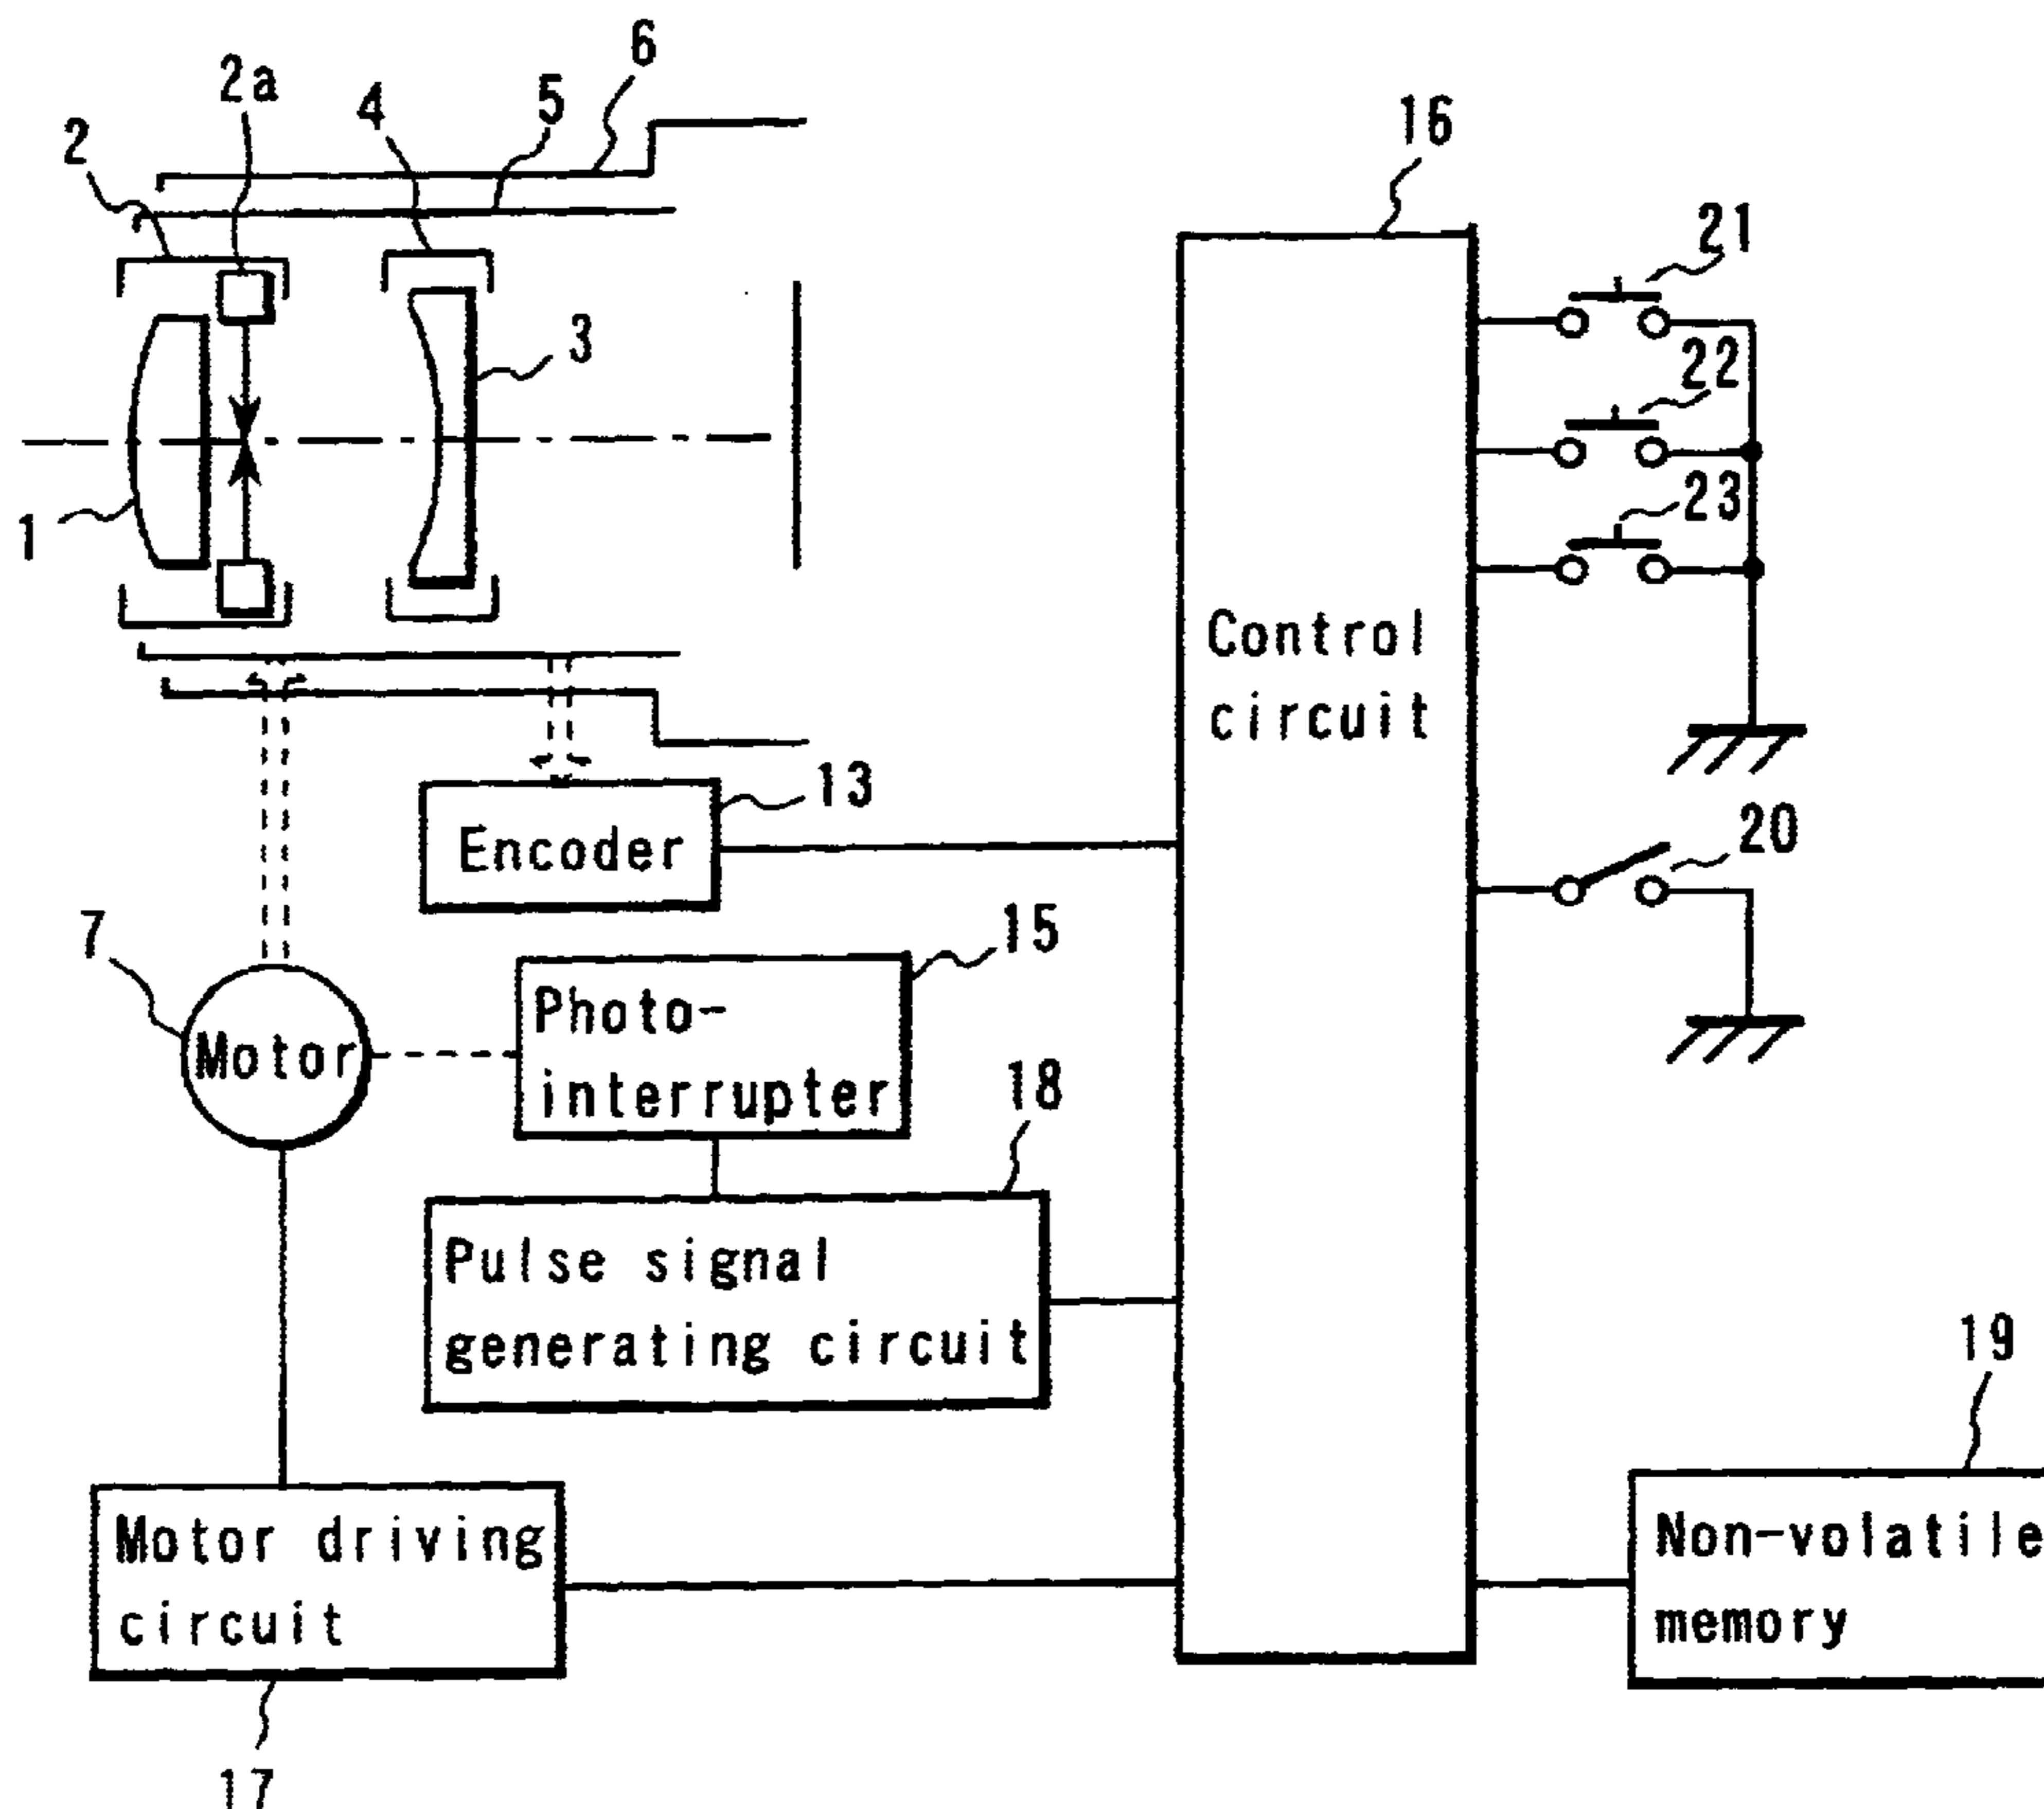 6
2a
5
4
2
16
21
3
22
23
1
Control
circuit
13
20
Encoder
7
15
Photo-
interrupter
Motor
18
Pulse signal
generating circuit
19
Motor driving
circuit
Non-volatile
memory
17